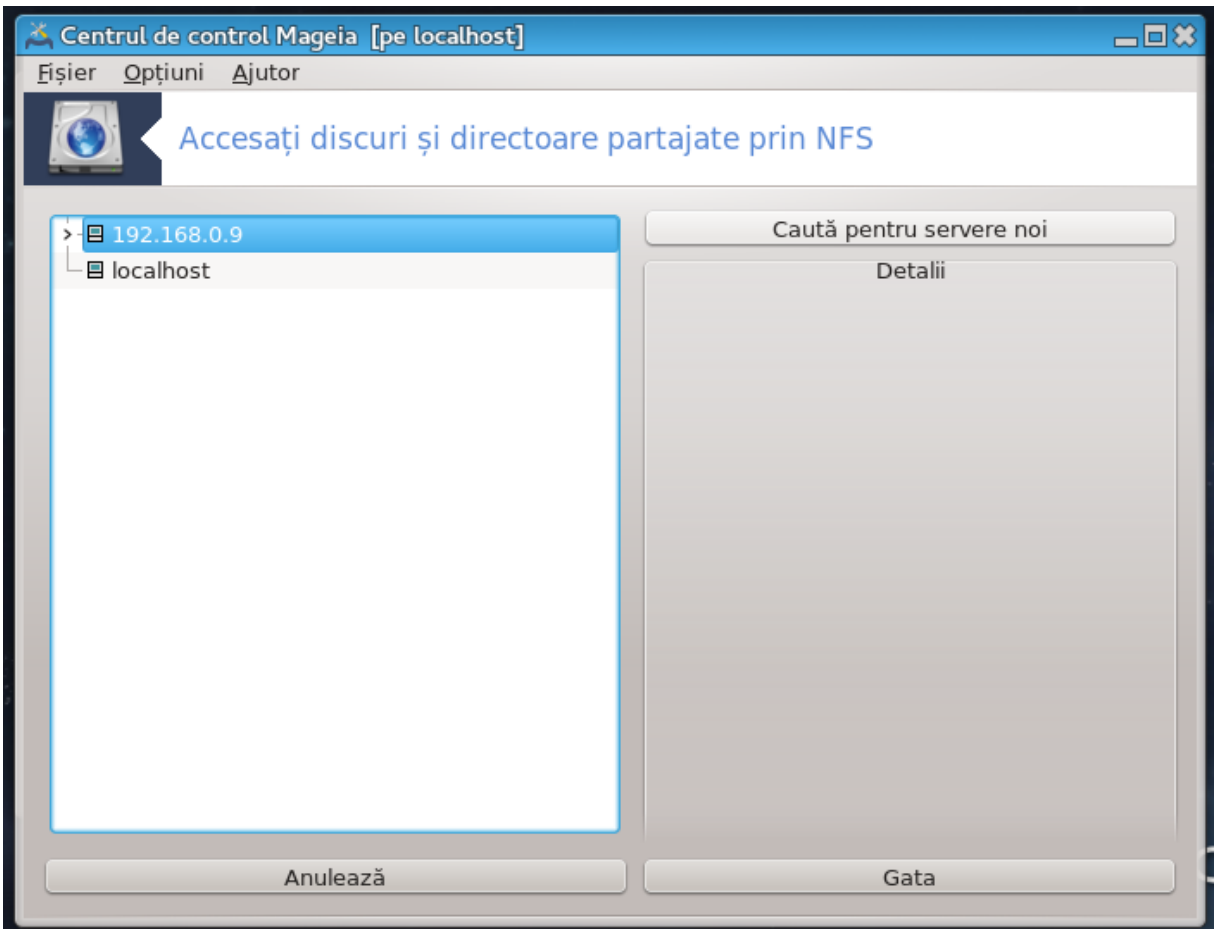 Centrul de control Mageia [pe localhost]
Fișier Opțiuni Ajutor
Accesați discuri și directoare partajate prin NFS
192.168.0.9
localhost
Caută pentru servere noi
Detalii
Anulează
Gata